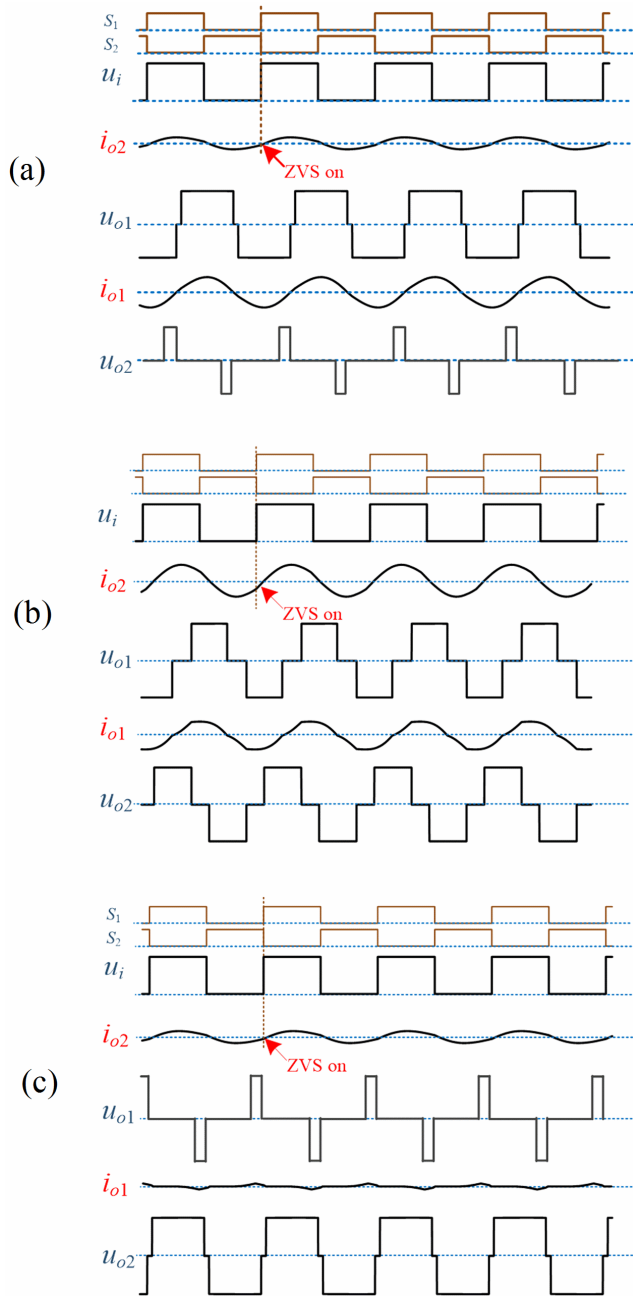 S1
S2
ui
io2
ZVS on
(a)
uo1
io1
uo2
ui
io2
ZVS on
(b)
uo1
io1
uo2
S1
S2
ui
io2
ZVS on
(c)
uo1
io1
uo2